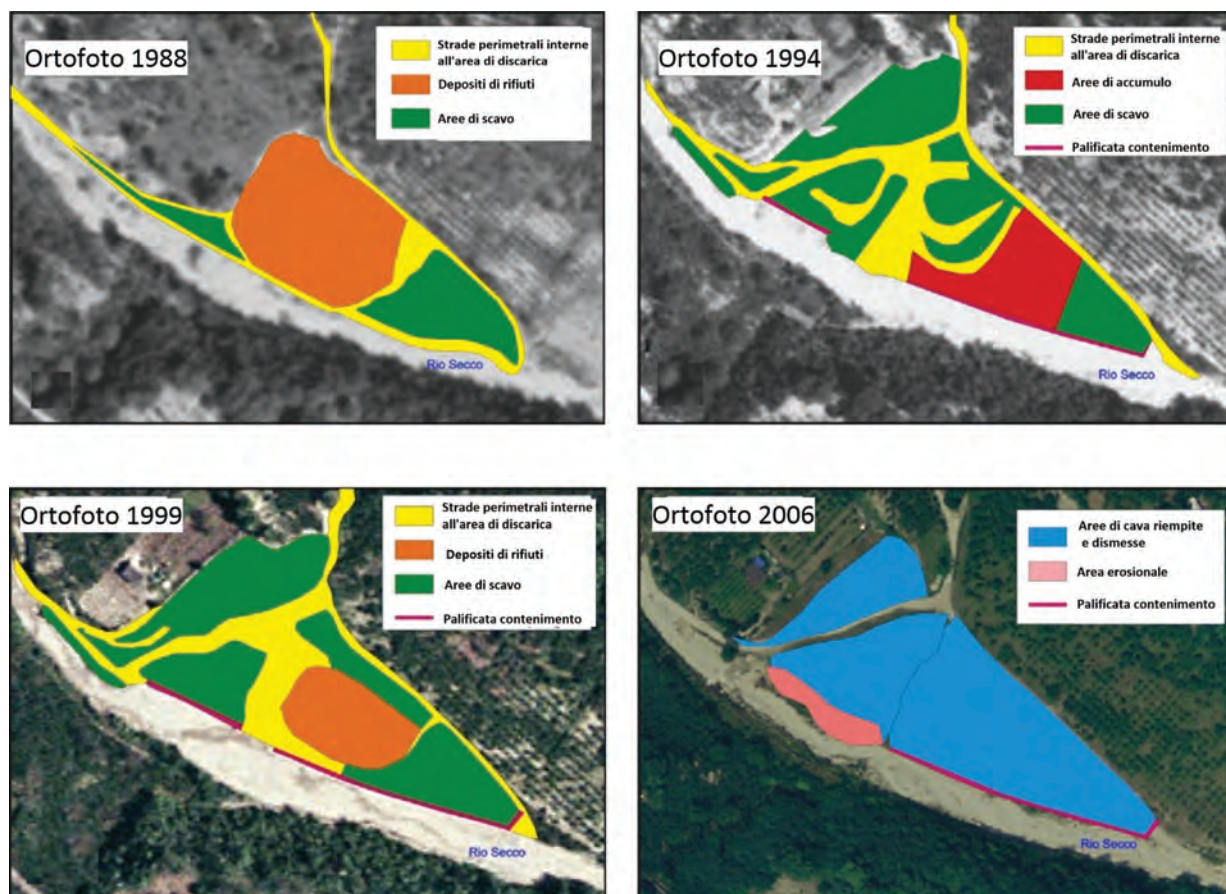 Ortofoto 1988
Strade perimetrali interne
all'area di discarica
Depositi di rifiuti
Aree di scavo
Rio Secco
Ortofoto 1994
Strade perimetrali interne
all'area di discarica
Aree di accumulo
Aree di scavo
Palificata contenimento
Rio Secco
Ortofoto 1999
Strade perimetrali interne
all'area di discarica
Depositi di rifiuti
Aree di scavo
Palificata contenimento
Rio Secco
Ortofoto 2006
Aree di cava riempite
e dismesse
Area erosionale
Palificata contenimento
Rio Secco